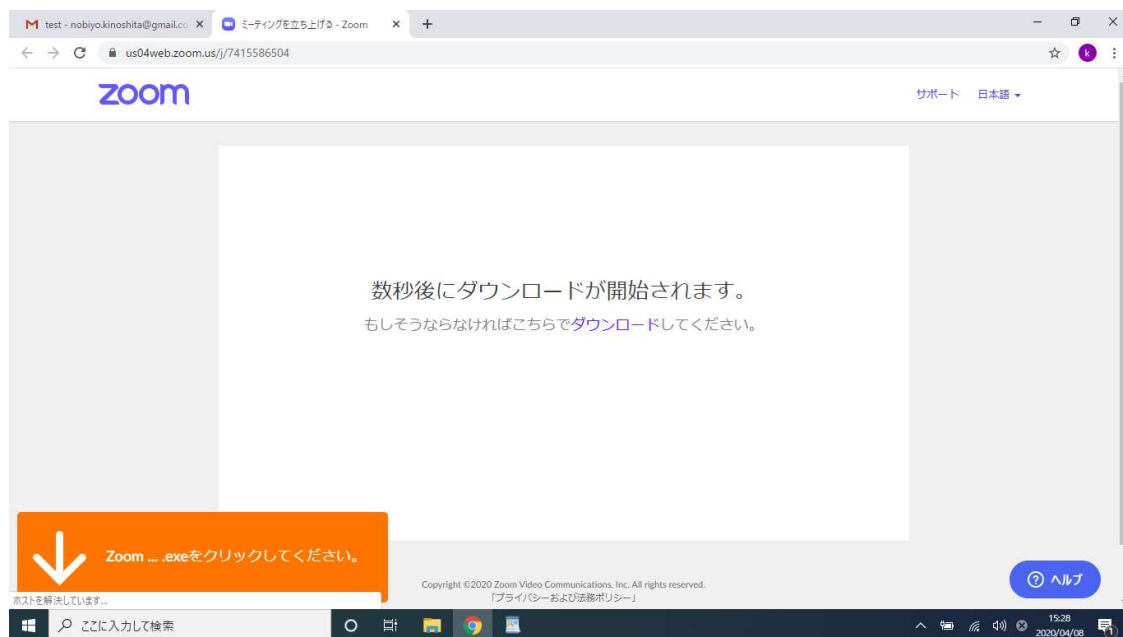 test - nobiyo.kinoshita@gmail.co
ミーティングを立ち上げる - Zoom
us04web.zoom.us/j/7415586504
k
zoom
サポート 日本語
数秒後にダウンロードが開始されます。
もしそうならなければこちらでダウンロードしてください。
Zoom ... .exeをクリックしてください。
ホストを解決しています...
Copyright ©2020 Zoom Video Communications, Inc. All rights reserved.
「プライバシーおよび法務ポリシー」
ヘルプ
ここに入力して検索
15:28
2020/04/08
1